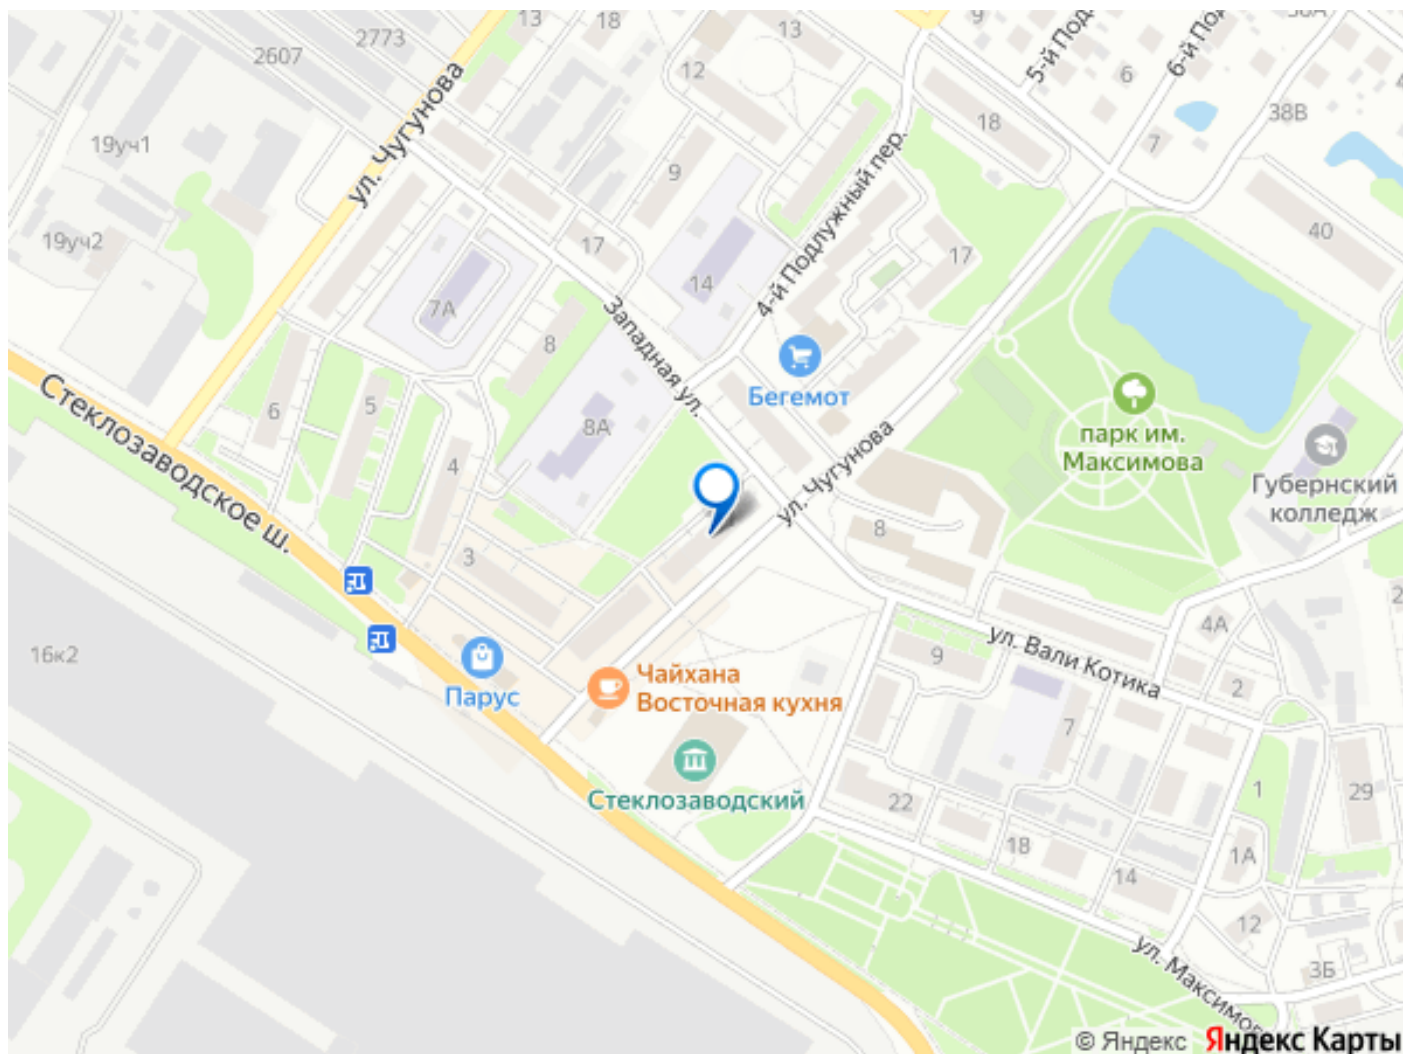 13
18
9
2773
2607
13
12
5-й Под
6
6-й Под
38В
18
7
19уч1
ул. Чугунова
9
4-й Подлужный пер.
19уч2
17
17
40
14
7А
Западная ул.
8
Бегемот
6
5
8А
парк им.
Максимова
Стеклозаводское ш.
4
ул. Чугунова
Губернский
колледж
8
3
16к2
4А
ул. Вали Котика
9
Чайхана
Восточная кухня
Парус
2
7
Стеклозаводский
22
1
29
18
1А
14
12
ул. Максимова
3Б
© Яндекс
Яндекс Карты